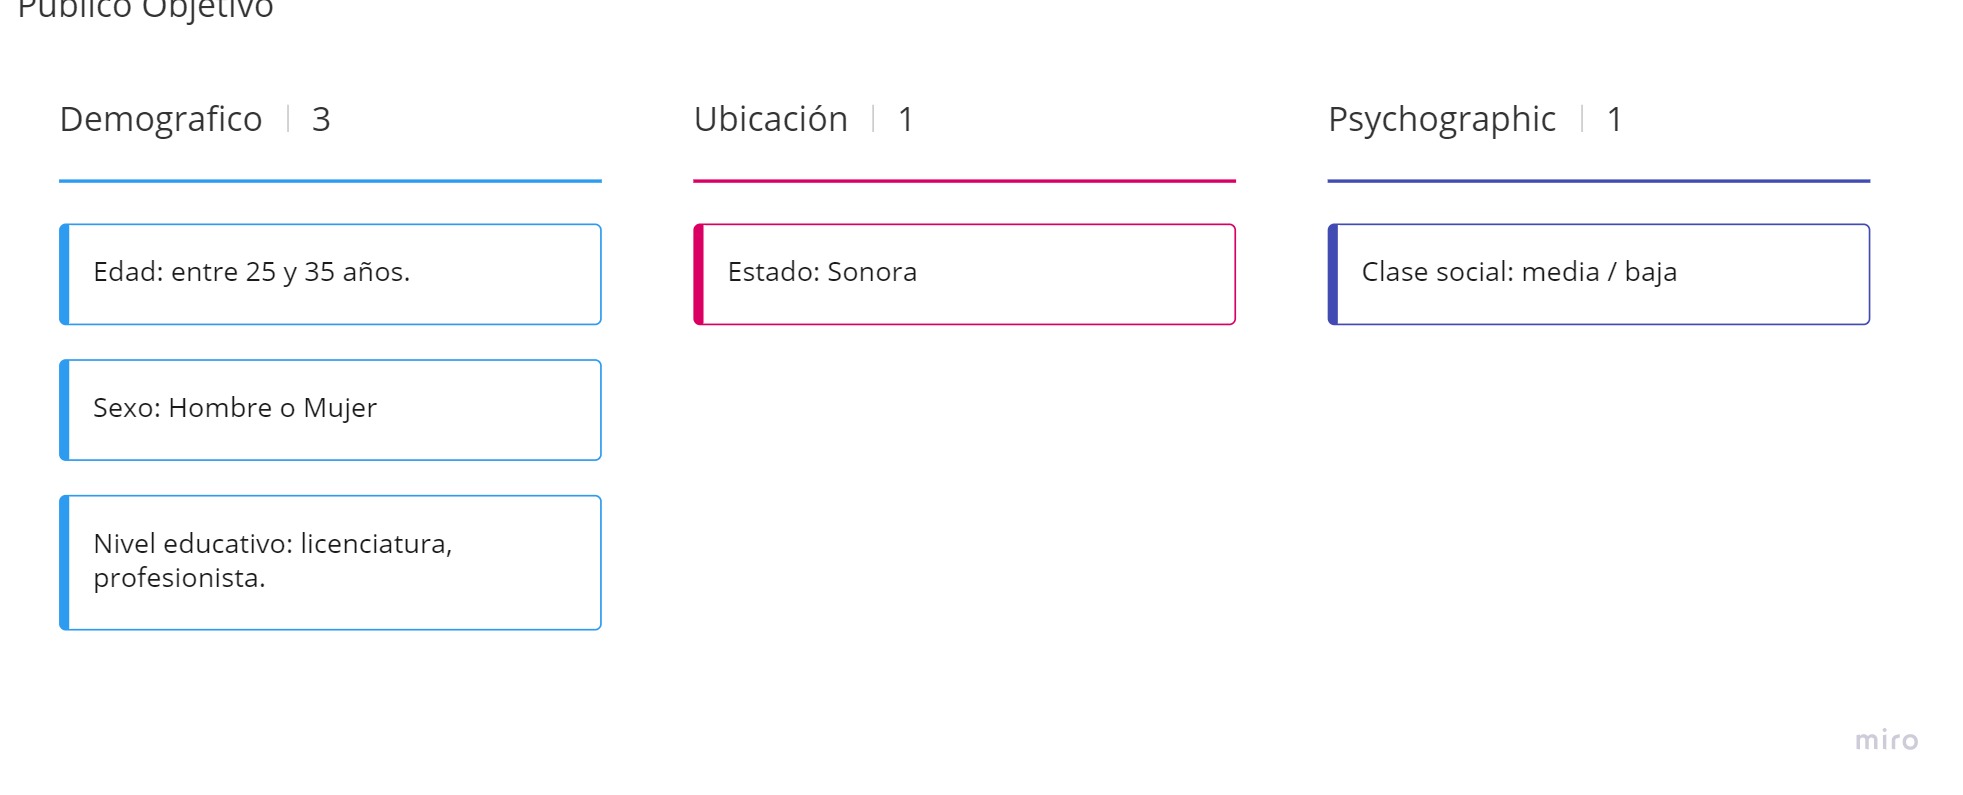 Público Objetivo
Demografico | 3
Edad: entre 25 y 35 años.
Sexo: Hombre o Mujer
Nivel educativo: licenciatura,
profesionista.
Ubicación | 1
Estado: Sonora
Psychographic | 1
Clase social: media / baja
miro